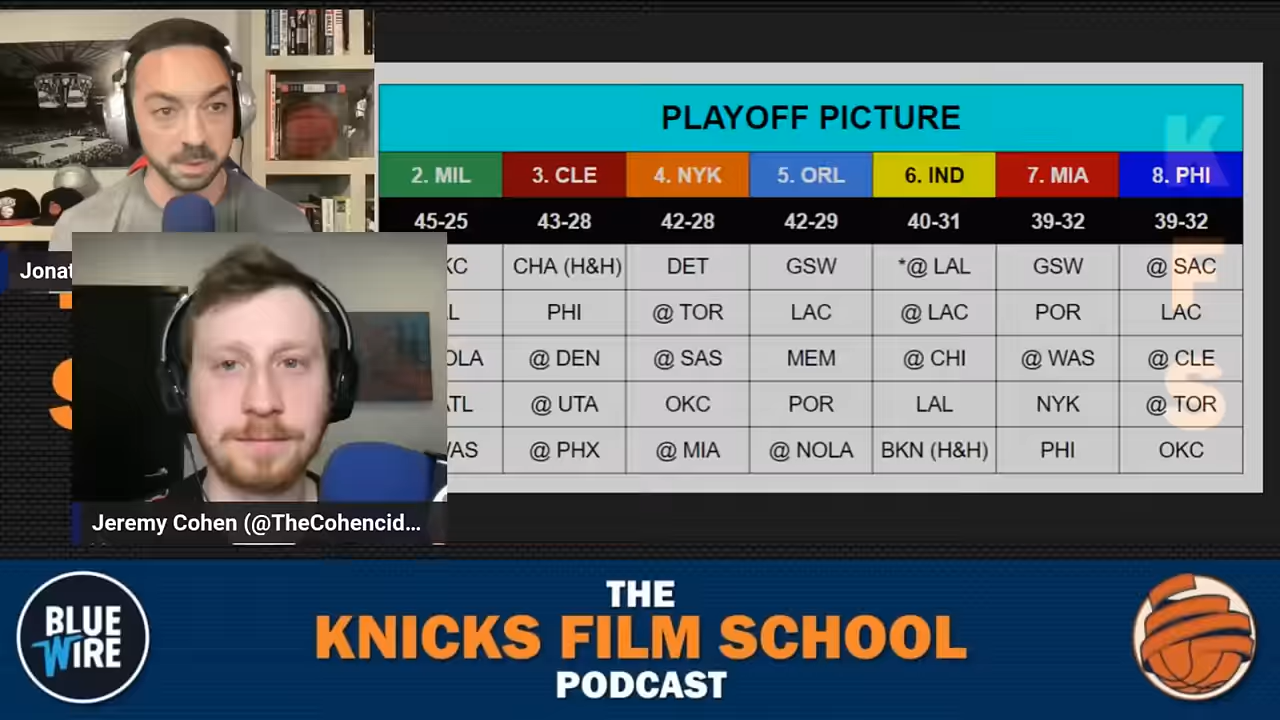 PLAYOFF PICTURE
2. MIL 3. CLE 4. NYK 5. ORL 6. IND 7. MIA 8. PHI
45-25 43-28 42-28 42-29 40-31 39-32 39-32
CHA (H&H) DET GSW *@ LAL GSW @ SAC
PHI @ TOR LAC @ LAC POR LAC
@ DEN @ SAS MEM @ CHI @ WAS @ CLE
@ UTA OKC POR LAL NYK @ TOR
@ PHX @ MIA @ NOLA BKN (H&H) PHI OKC
K
F
S
Jonat
Jeremy Cohen (@TheCohencid…
BLUE
WIRE
THE
KNICKS FILM SCHOOL
PODCAST